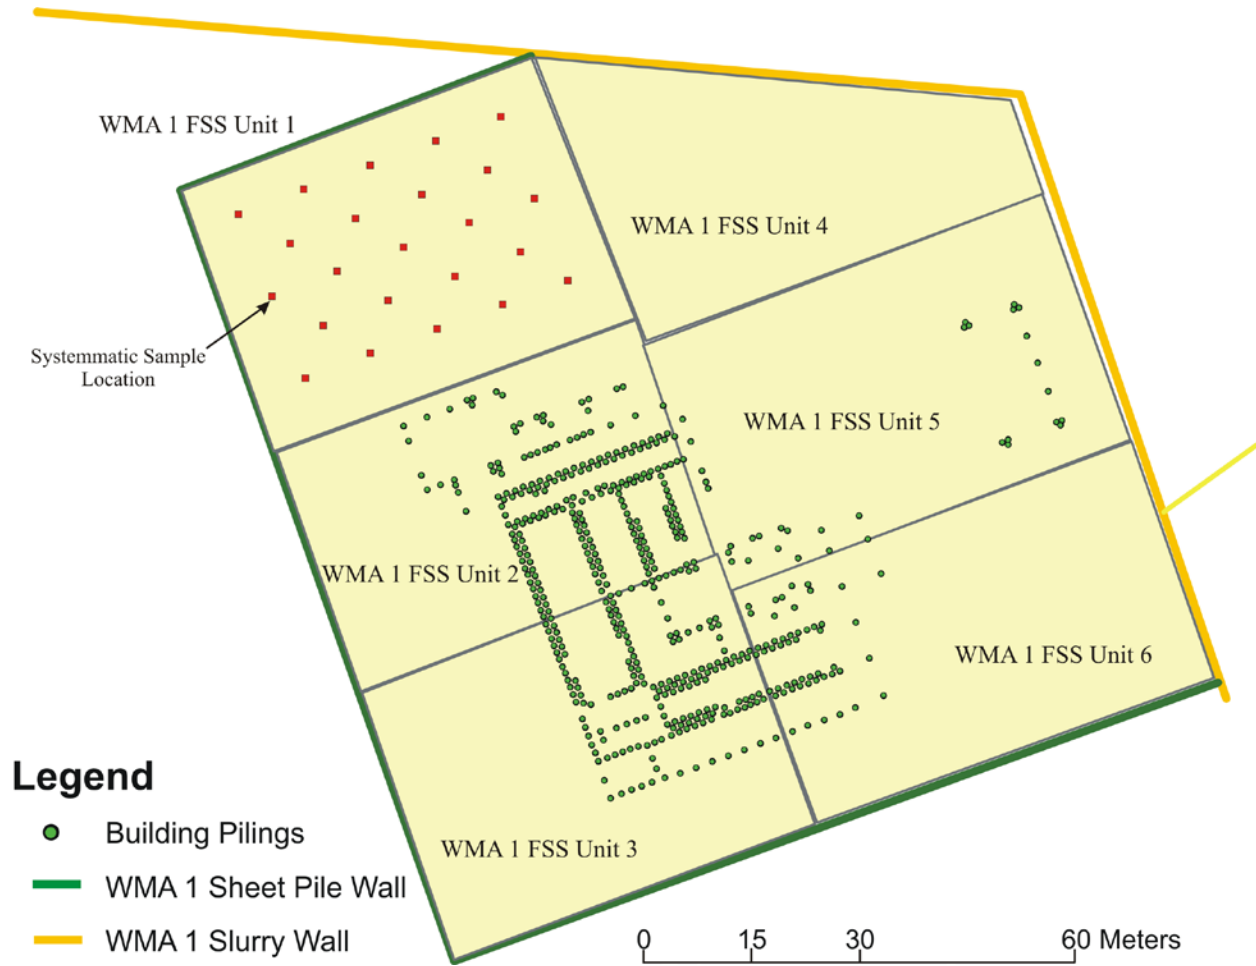 WMA 1 FSS Unit 1
WMA 1 FSS Unit 4
Systemmatic Sample
Location
WMA 1 FSS Unit 5
WMA 1 FSS Unit 2
WMA 1 FSS Unit 6
WMA 1 FSS Unit 3
Legend
Building Pilings
WMA 1 Sheet Pile Wall
WMA 1 Slurry Wall
0 15 30 60 Meters